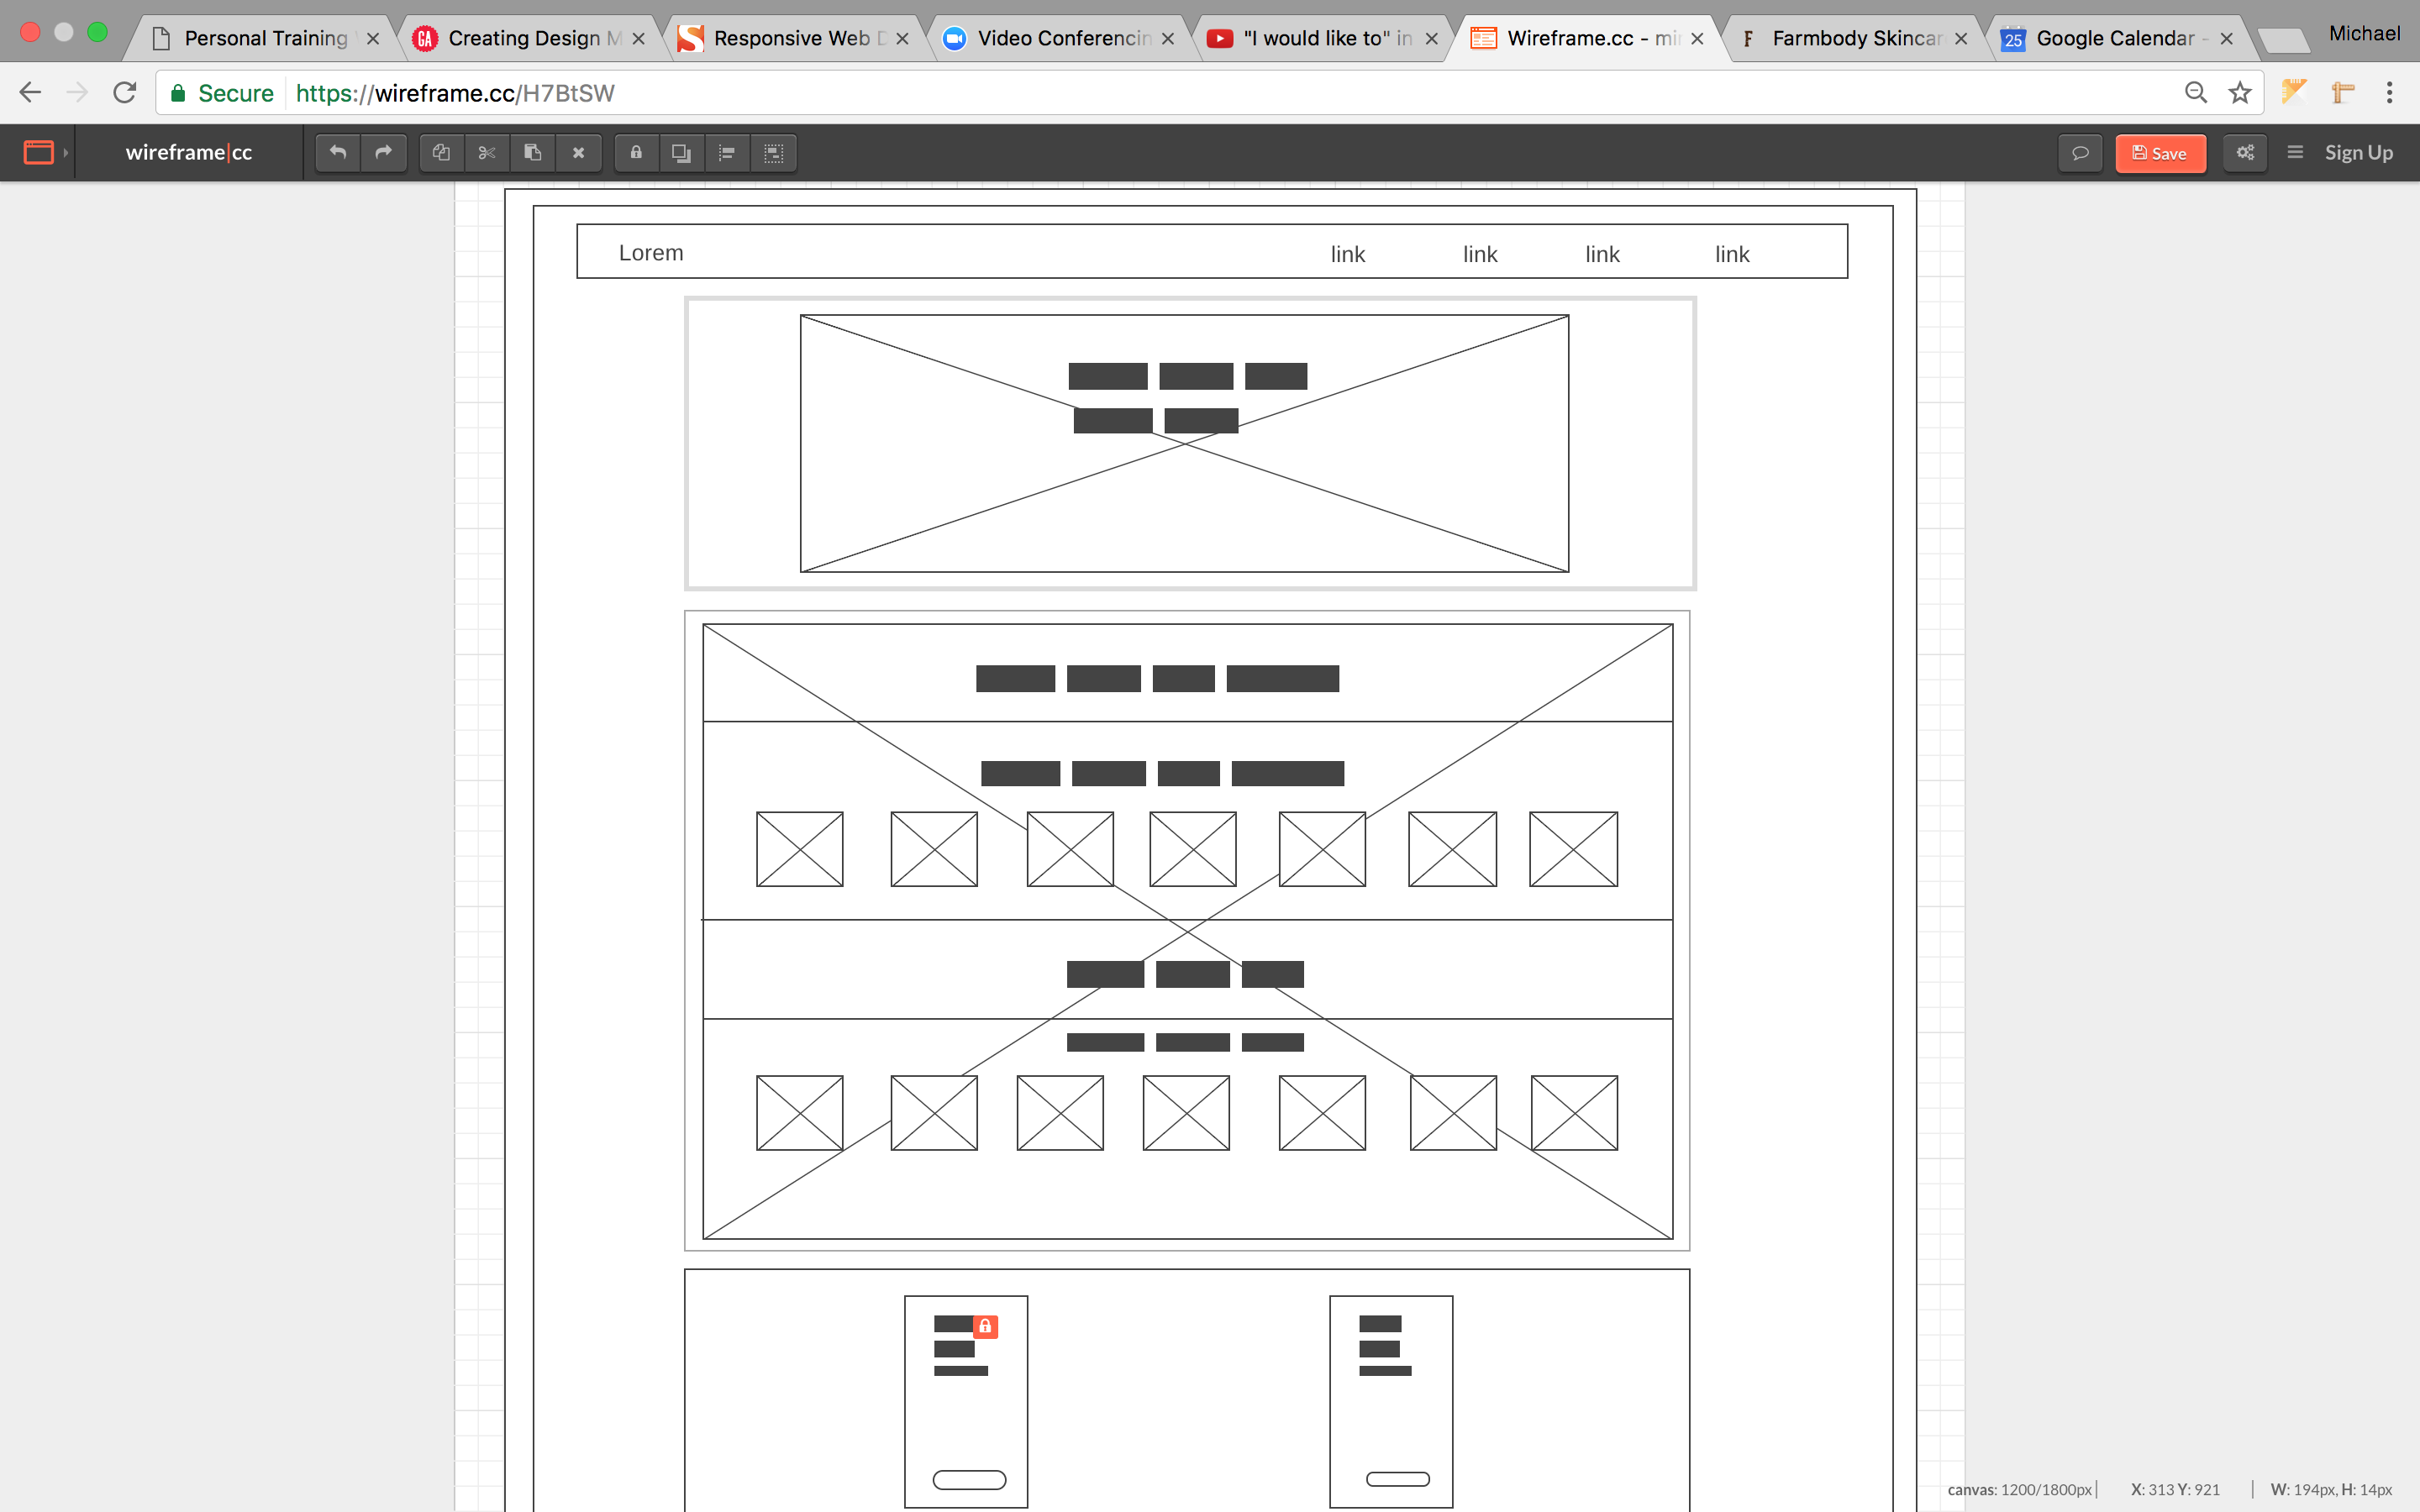 Personal Training
Creating Design M
Responsive Web D
Video Conferencin
"I would like to" in
Wireframe.cc - mi
Farmbody Skincar
Google Calendar -
Michael
Secure https://wireframe.cc/H7BtSW
wireframe|cc
Save
Sign Up
Lorem
link
link
link
link
GA
F
25
canvas: 1200/1800px
X: 313 Y: 921
W: 194px, H: 14px